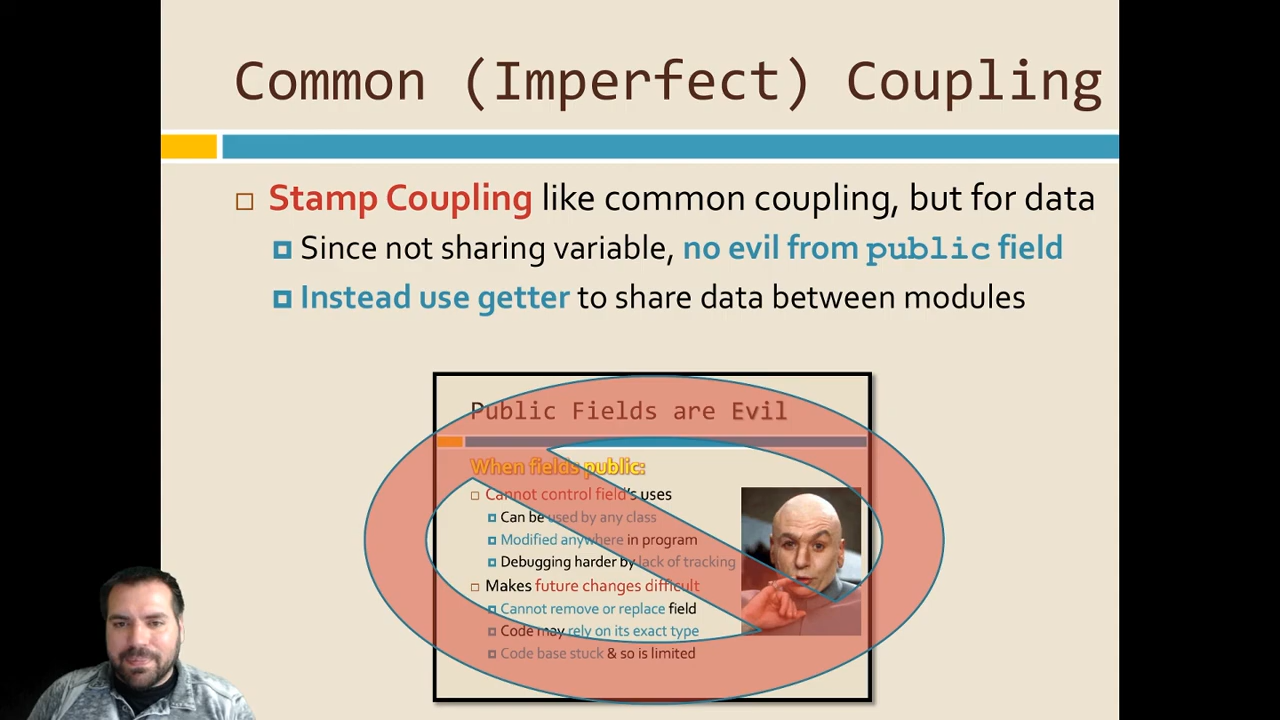 Common (Imperfect) Coupling
Stamp Coupling like common coupling, but for data
Since not sharing variable, no evil from public field
Instead use getter to share data between modules
Public Fields are Evil
When fields public:
Cannot control field's uses
Can be used by any class
Modified anywhere in program
Debugging harder by lack of tracking
Makes future changes difficult
Cannot remove or replace field
Code may rely on its exact type
Code base stuck & so is limited